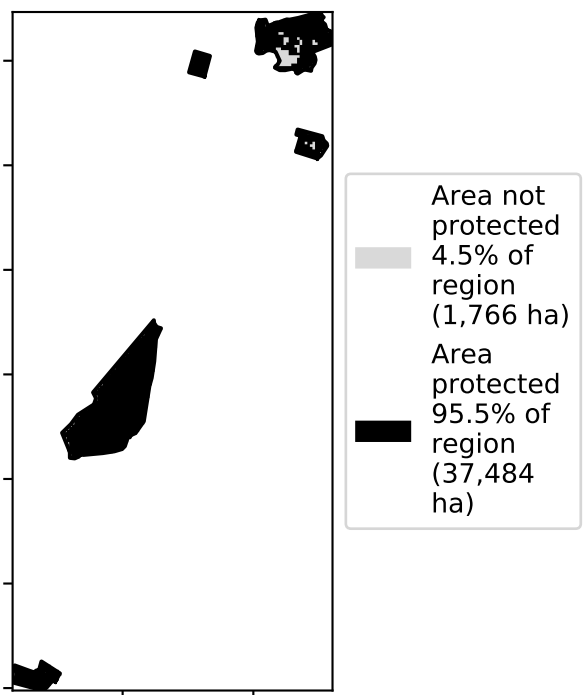 Area not
protected
4.5% of
region
(1,766 ha)
Area
protected
95.5% of
region
(37,484
ha)